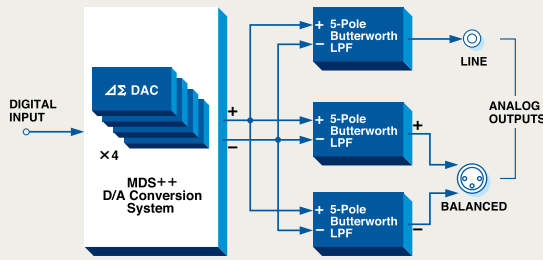 DIGITAL
INPUT
ΔΣ DAC
×4
MDS++
D/A Conversion
System
+
−
+ 5-Pole
Butterworth
− LPF
+ 5-Pole
Butterworth
− LPF
+
+ 5-Pole
Butterworth
− LPF
−
LINE
ANALOG
OUTPUTS
BALANCED